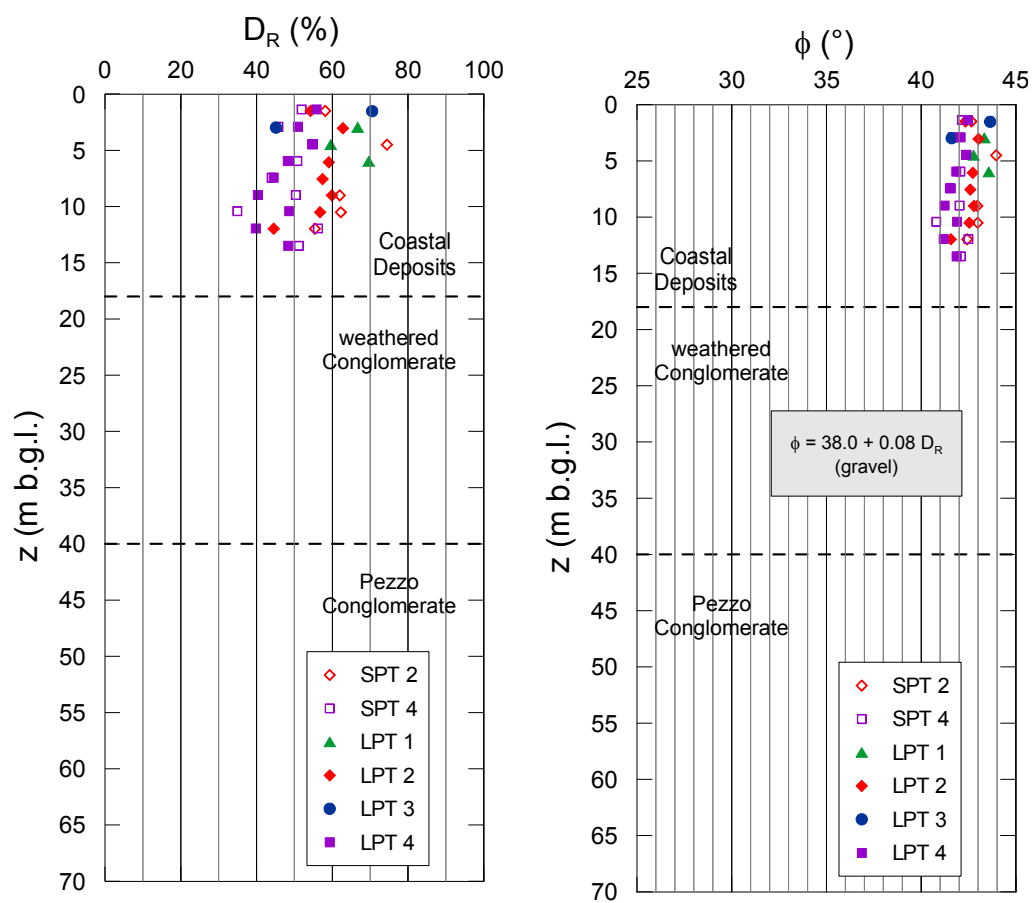 D_R (%)
0 20 40 60 80 100
0
5
10
15
20
25
30
35
40
45
50
55
60
65
70
z (m b.g.l.)
Coastal
Deposits
weathered
Conglomerate
Pezzo
Conglomerate
SPT 2
SPT 4
LPT 1
LPT 2
LPT 3
LPT 4
ϕ (°)
25 30 35 40 45
0
5
10
15
20
25
30
35
40
45
50
55
60
65
70
z (m b.g.l.)
Coastal
Deposits
weathered
Conglomerate
ϕ = 38.0 + 0.08 D_R
(gravel)
Pezzo
Conglomerate
SPT 2
SPT 4
LPT 1
LPT 2
LPT 3
LPT 4